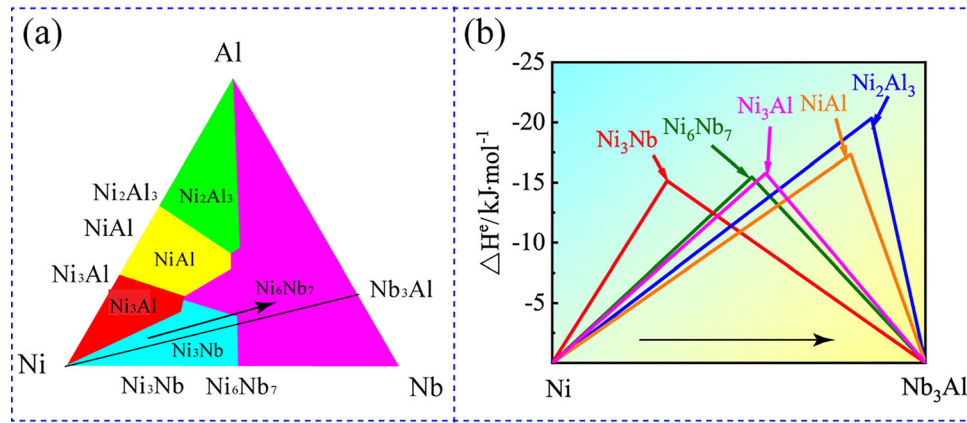 (a)
Al
Ni₂Al₃
Ni₂Al₃
NiAl
NiAl
Ni₃Al
Ni₃Al
Ni₆Nb₇
Nb₃Al
Ni₃Nb
Ni
Ni₃Nb
Ni₆Nb₇
Nb
(b)
-25
-20
-15
-10
-5
△Hᵉ/kJ·mol⁻¹
Ni₃Nb
Ni₆Nb₇
Ni₃Al
NiAl
Ni₂Al₃
Ni
Nb₃Al